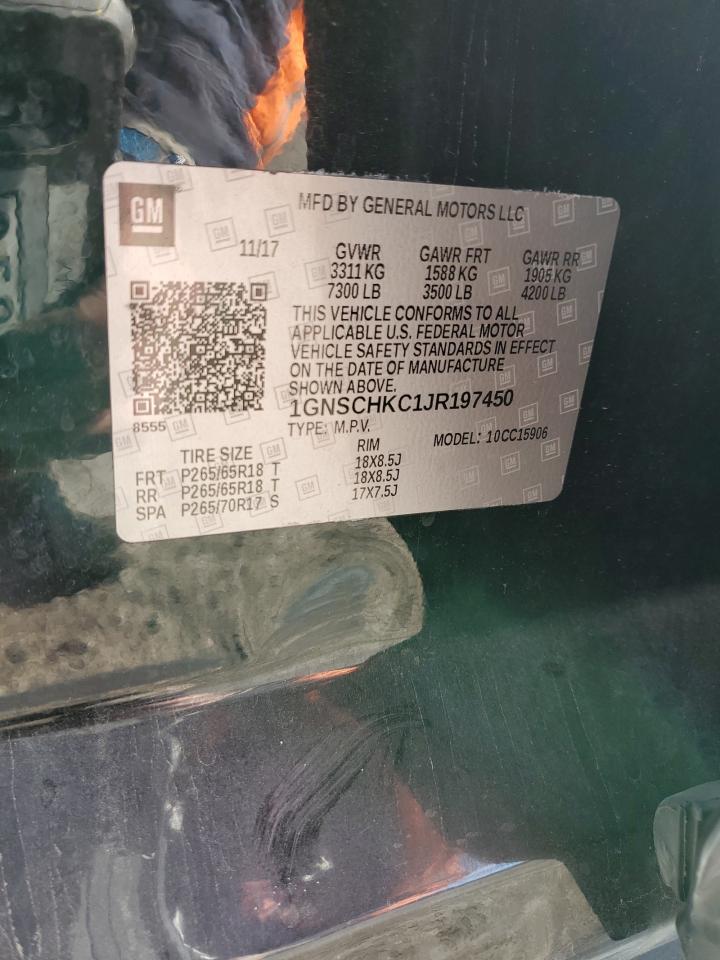 GM
MFD BY GENERAL MOTORS LLC
11/17
GVWR GAWR FRT GAWR RR
3311 KG 1588 KG 1905 KG
7300 LB 3500 LB 4200 LB
THIS VEHICLE CONFORMS TO ALL
APPLICABLE U.S. FEDERAL MOTOR
VEHICLE SAFETY STANDARDS IN EFFECT
ON THE DATE OF MANUFACTURE
SHOWN ABOVE.
1GNSCHKC1JR197450
8555
TYPE: M.P.V. MODEL: 10CC15906
TIRE SIZE RIM
FRT P265/65R18 T 18X8.5J
RR P265/65R18 T 18X8.5J
SPA P265/70R17 S 17X7.5J